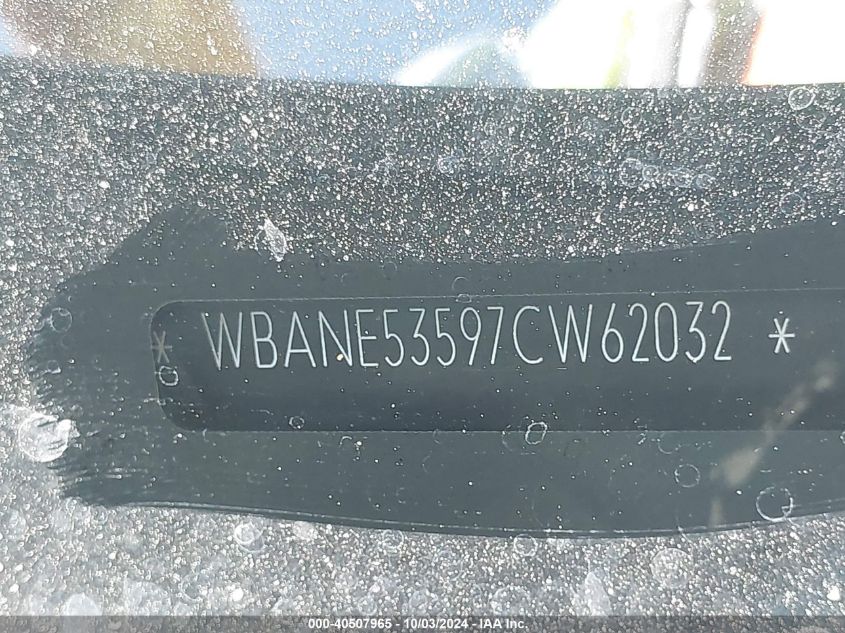 * WBANE53597CW62032 *
000-40507965 - 10/03/2024 - IAA Inc.